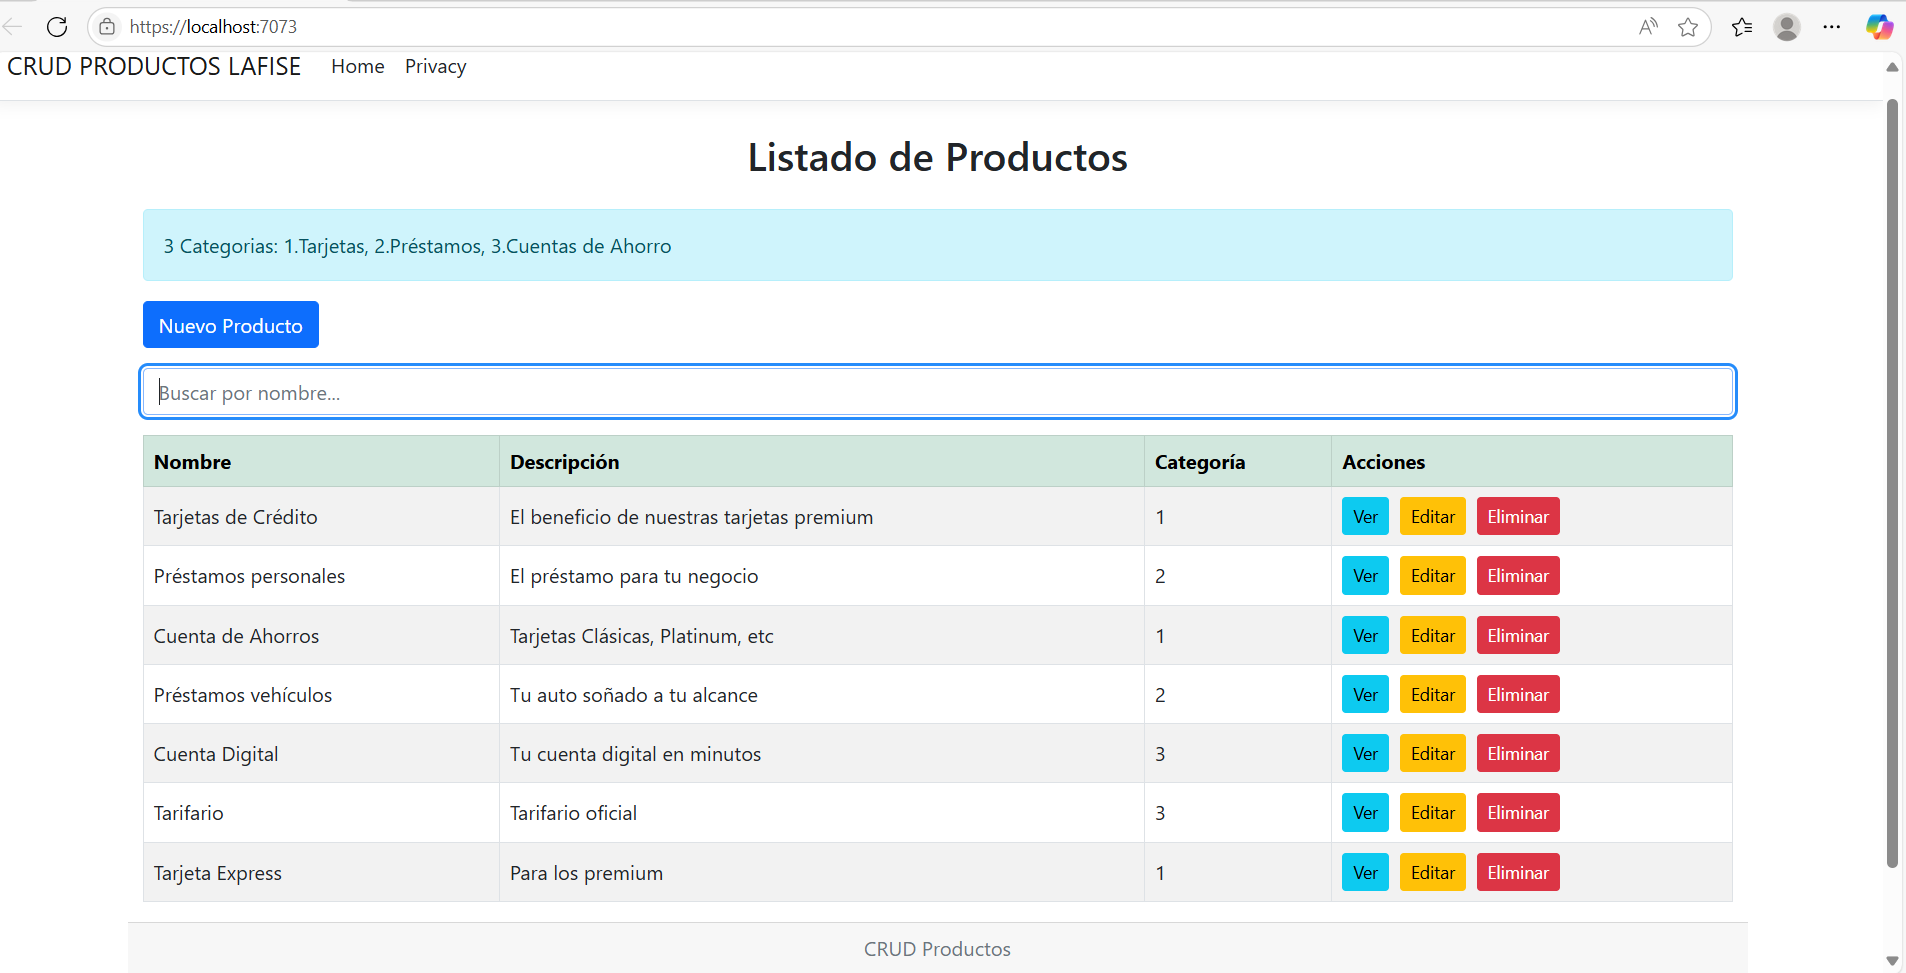 https://localhost:7073
CRUD PRODUCTOS LAFISE Home Privacy
Listado de Productos
3 Categorias: 1.Tarjetas, 2.Préstamos, 3.Cuentas de Ahorro
Nuevo Producto
Buscar por nombre...
Nombre Descripción Categoría Acciones
Tarjetas de Crédito El beneficio de nuestras tarjetas premium 1 Ver Editar Eliminar
Préstamos personales El préstamo para tu negocio 2 Ver Editar Eliminar
Cuenta de Ahorros Tarjetas Clásicas, Platinum, etc 1 Ver Editar Eliminar
Préstamos vehículos Tu auto soñado a tu alcance 2 Ver Editar Eliminar
Cuenta Digital Tu cuenta digital en minutos 3 Ver Editar Eliminar
Tarifario Tarifario oficial 3 Ver Editar Eliminar
Tarjeta Express Para los premium 1 Ver Editar Eliminar
CRUD Productos